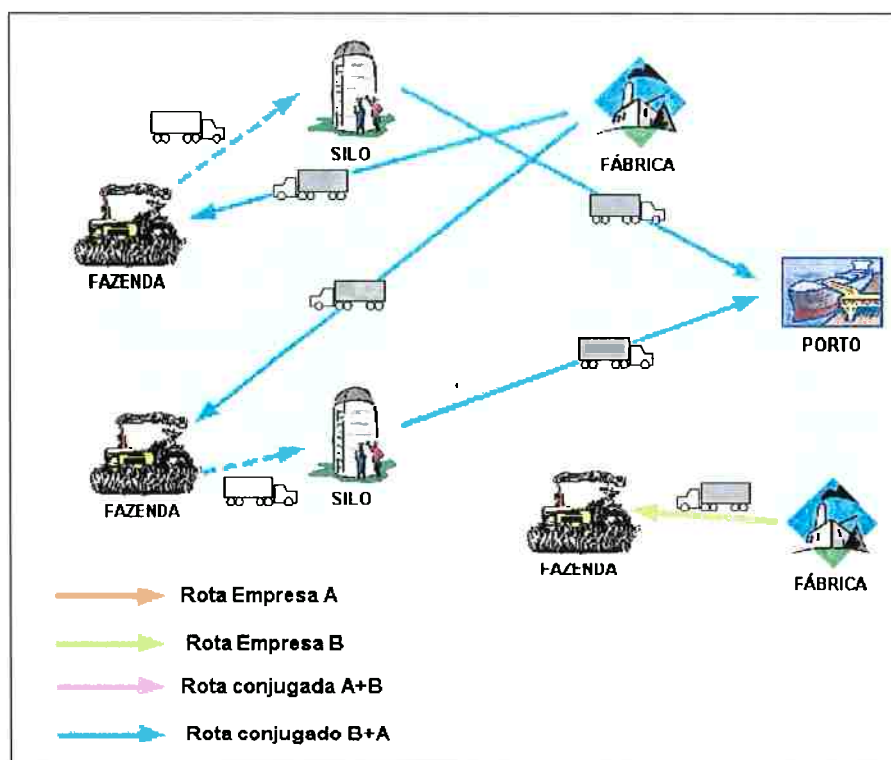 SILO
FÁBRICA
FAZENDA
PORTO
FAZENDA
SILO
FAZENDA
FÁBRICA
Rota Empresa A
Rota Empresa B
Rota conjugada A+B
Rota conjugado B+A